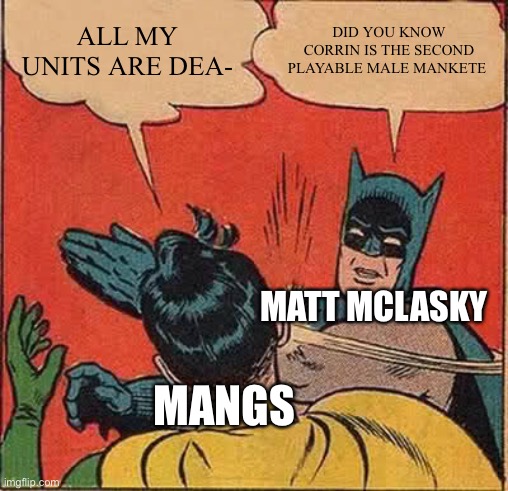 ALL MY
UNITS ARE DEA-
DID YOU KNOW
CORRIN IS THE SECOND
PLAYABLE MALE MANKETE
MATT MCLASKY
MANGS
imgflip.com